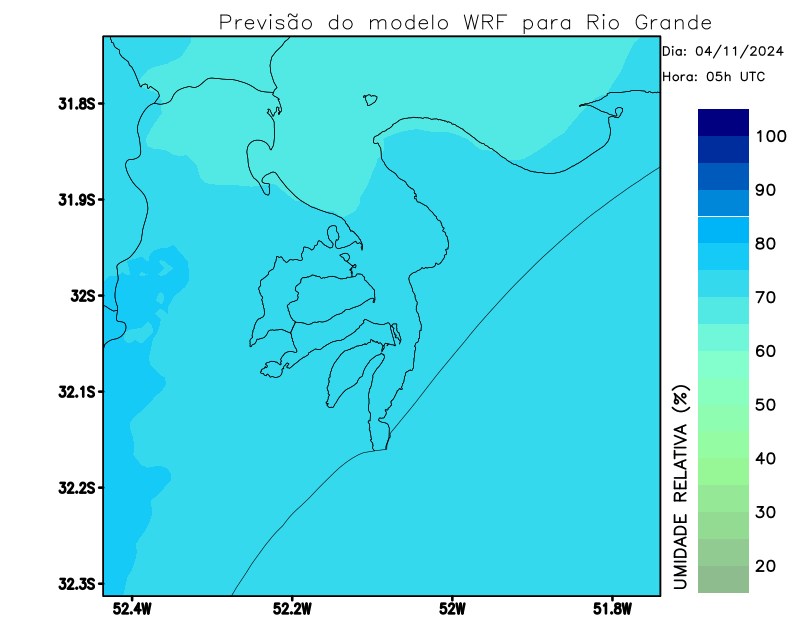 Previsão do modelo WRF para Rio Grande
Dia: 04/11/2024
Hora: 05h UTC
31.8S
31.9S
32S
32.1S
32.2S
32.3S
52.4W
52.2W
52W
51.8W
100
90
80
70
60
50
40
30
20
UMIDADE RELATIVA (%)